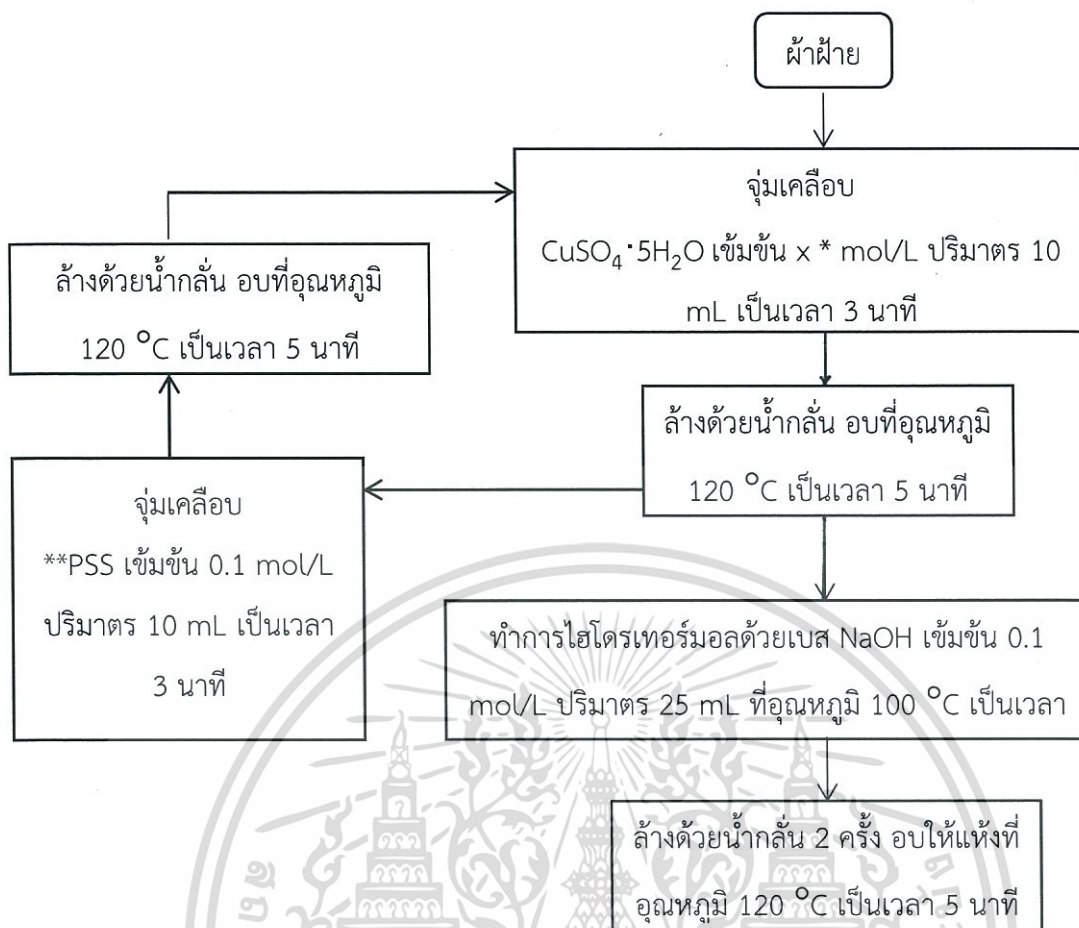 ผ้าฝ้าย
จุ่มเคลือบ
CuSO₄·5H₂O เข้มข้น x * mol/L ปริมาตร 10
mL เป็นเวลา 3 นาที
ล้างด้วยน้ำกลั่น อบที่อุณหภูมิ
120 °C เป็นเวลา 5 นาที
ล้างด้วยน้ำกลั่น อบที่อุณหภูมิ
120 °C เป็นเวลา 5 นาที
จุ่มเคลือบ
**PSS เข้มข้น 0.1 mol/L
ปริมาตร 10 mL เป็นเวลา
3 นาที
ทำการไฮโดรเทอร์มอลด้วยเบส NaOH เข้มข้น 0.1
mol/L ปริมาตร 25 mL ที่อุณหภูมิ 100 °C เป็นเวลา
ล้างด้วยน้ำกลั่น 2 ครั้ง อบให้แห้งที่
อุณหภูมิ 120 °C เป็นเวลา 5 นาที